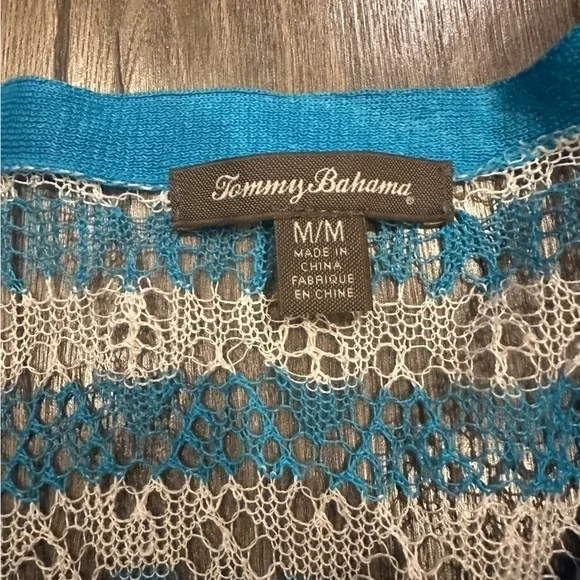 Tommy Bahama®
M/M
MADE IN
CHINA
FABRIQUE
EN CHINE